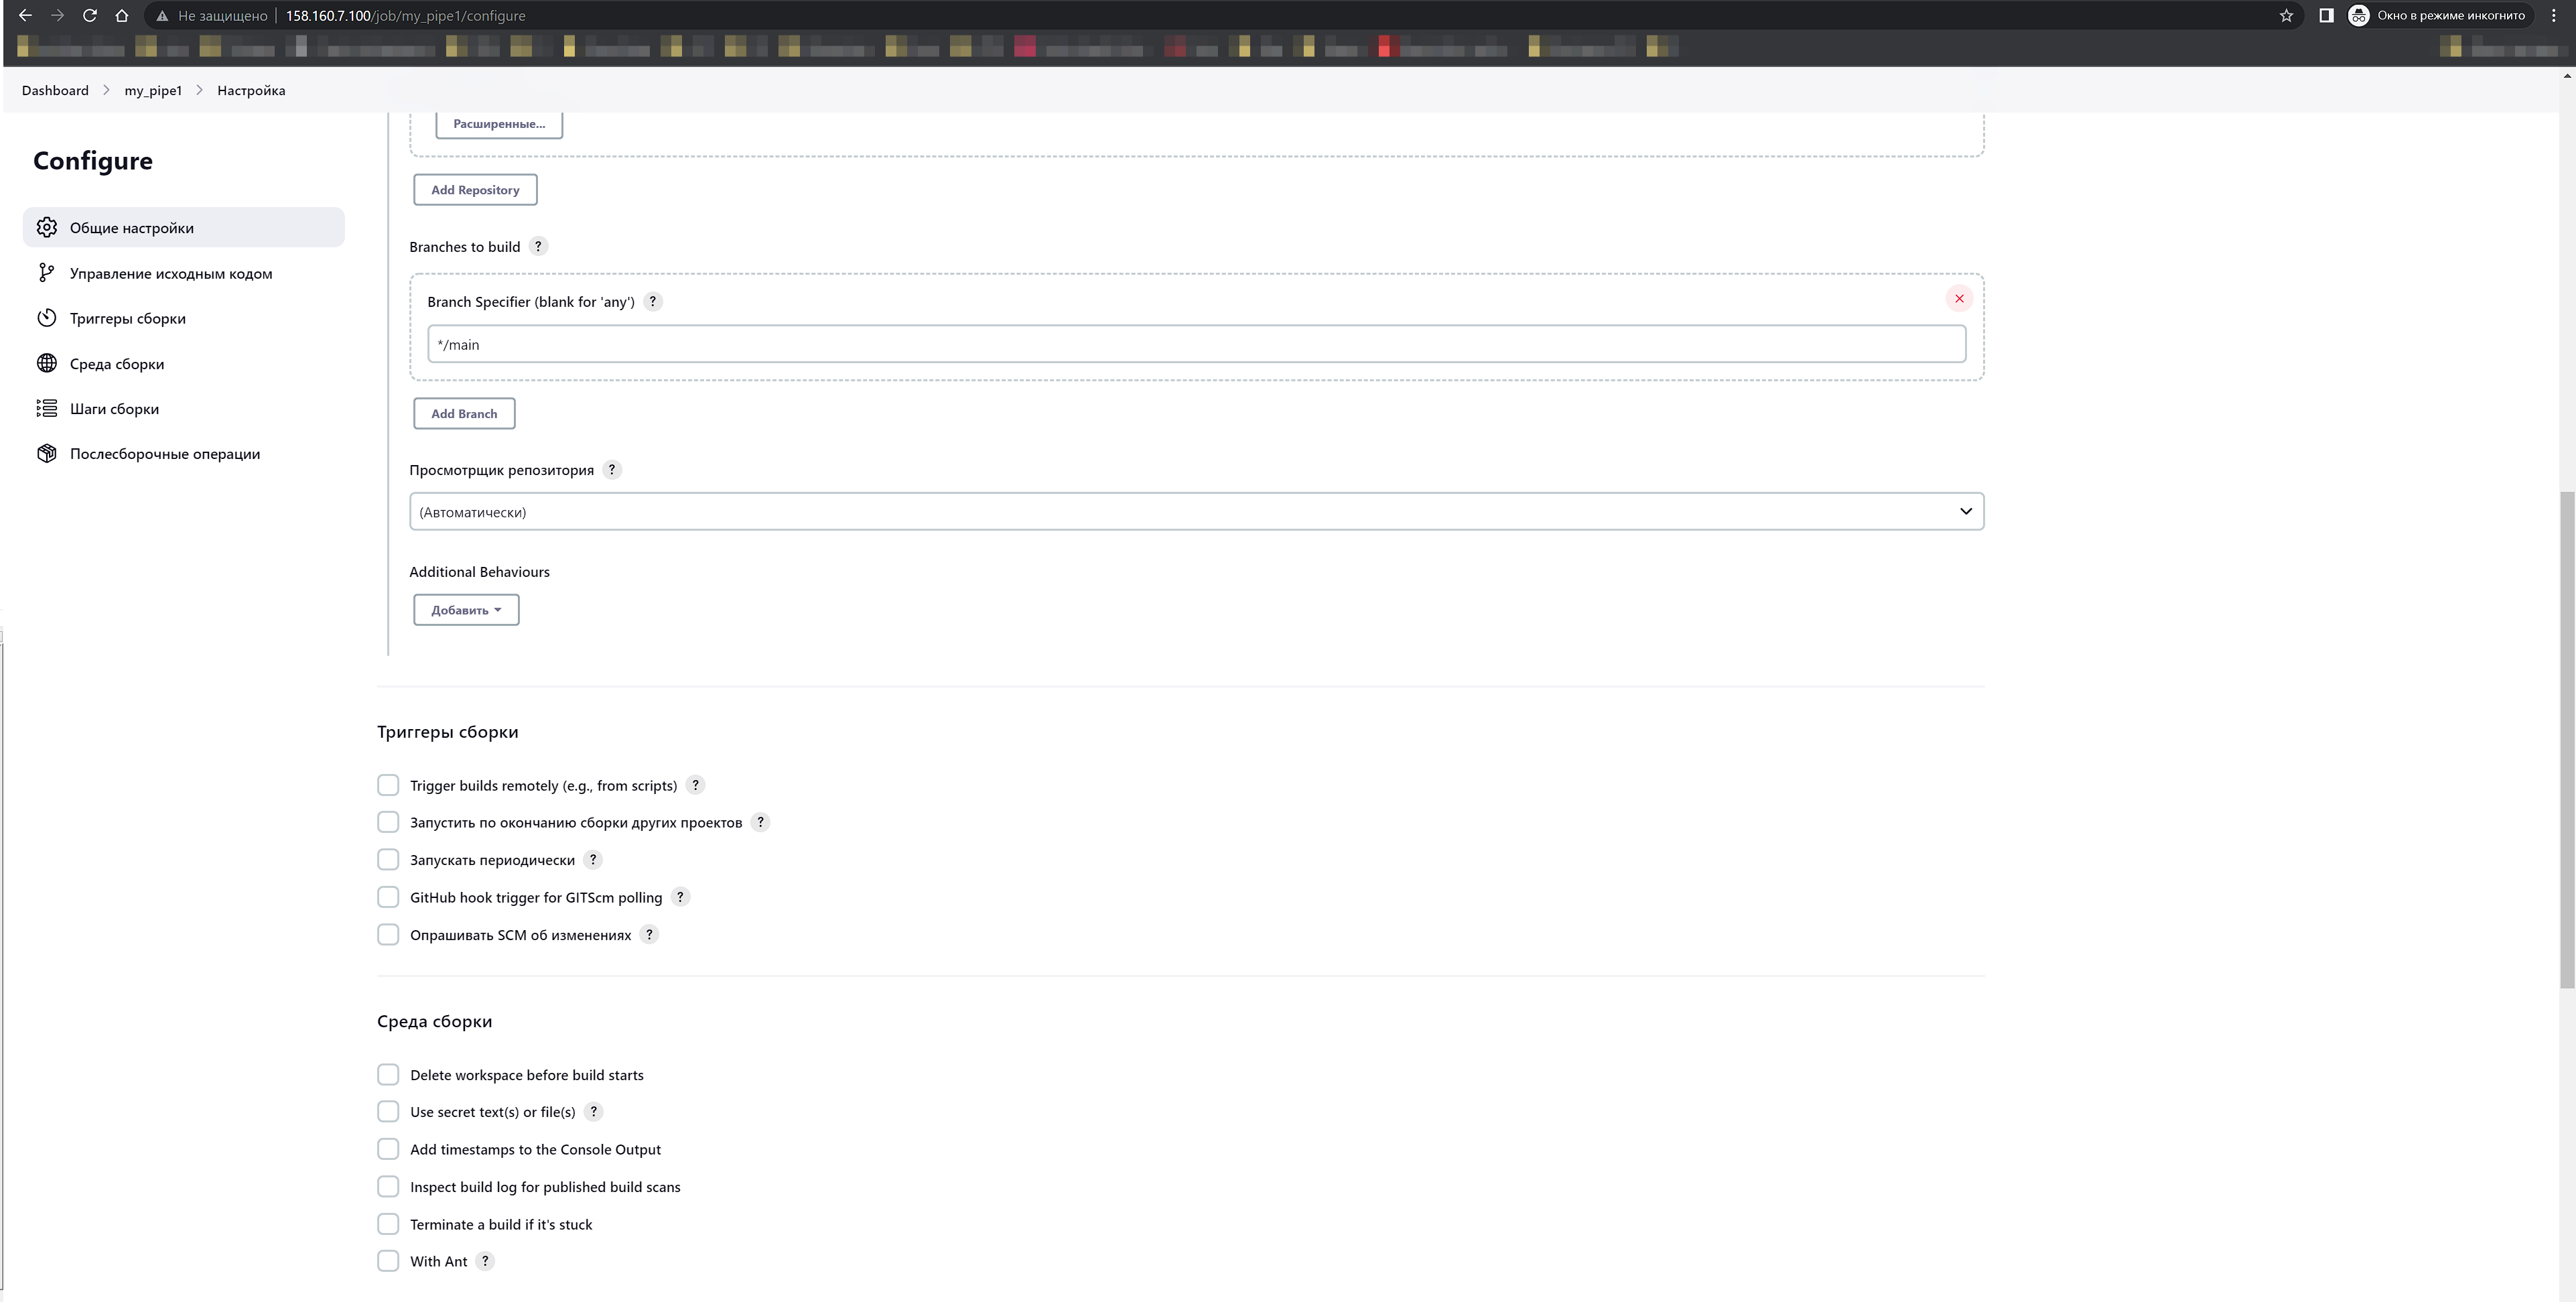 Не защищено
158.160.7.100/job/my_pipe1/configure
Окно в режиме инкогнито
Dashboard
my_pipe1
Настройка
Configure
Общие настройки
Управление исходным кодом
Триггеры сборки
Среда сборки
Шаги сборки
Послесборочные операции
Расширенные...
Add Repository
Branches to build ?
Branch Specifier (blank for 'any') ?
*/main
Add Branch
Просмотрщик репозитория ?
(Автоматически)
Additional Behaviours
Добавить
Триггеры сборки
Trigger builds remotely (e.g., from scripts) ?
Запустить по окончанию сборки других проектов ?
Запускать периодически ?
GitHub hook trigger for GITScm polling ?
Опрашивать SCM об изменениях ?
Среда сборки
Delete workspace before build starts
Use secret text(s) or file(s) ?
Add timestamps to the Console Output
Inspect build log for published build scans
Terminate a build if it's stuck
With Ant ?